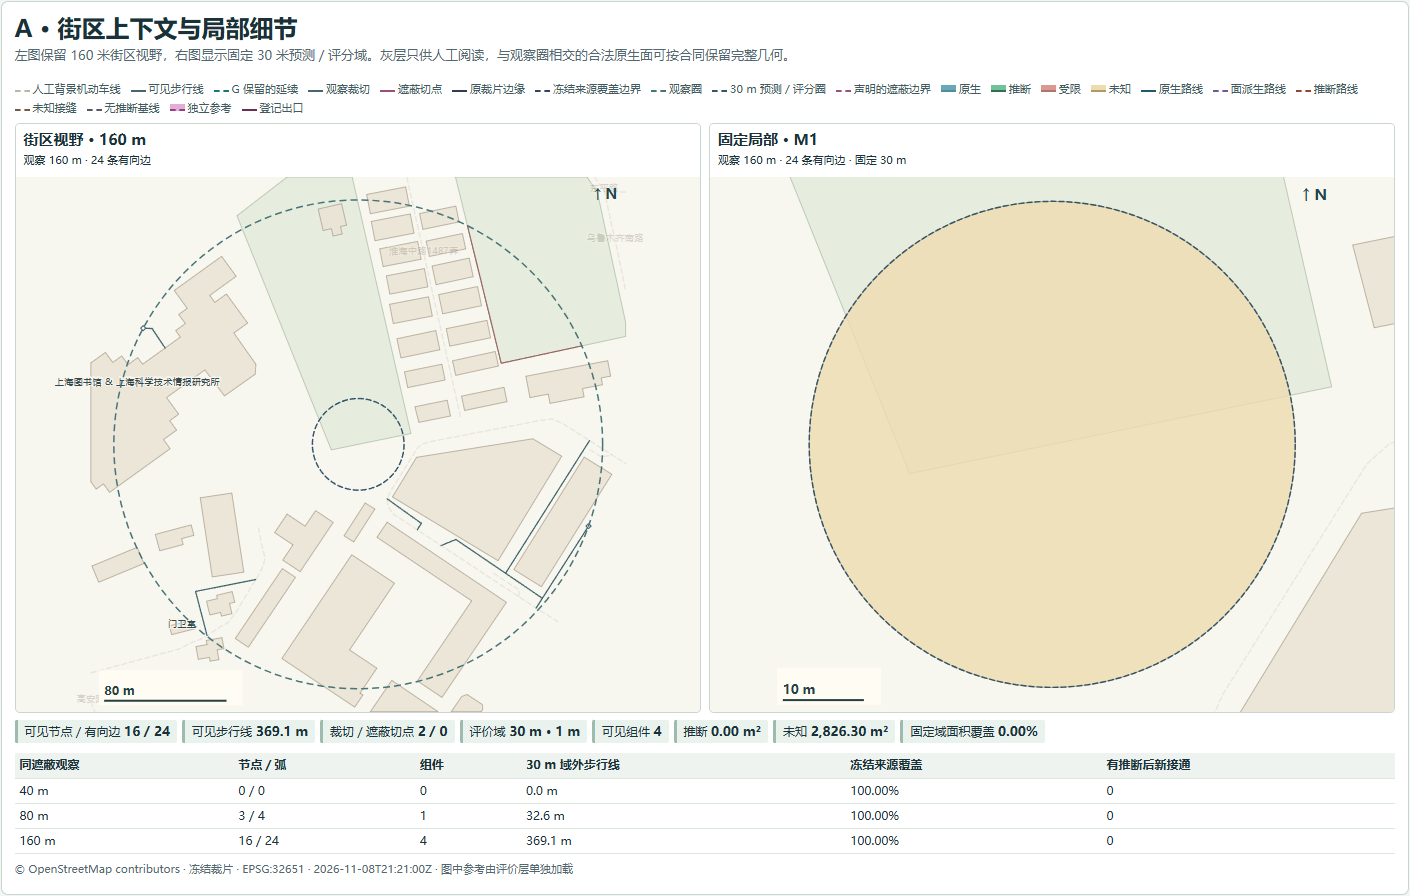 A · 街区上下文与局部细节
左图保留 160 米街区视野，右图显示固定 30 米预测 / 评分域。灰层只供人工阅读，与观察圈相交的合法原生面可按合同保留完整几何。
人工背景机动车线 可见步行线 G 保留的延续 观察裁切 遮蔽切点 原裁片边缘 冻结来源覆盖边界 观察圈 30 m 预测 / 评分圈 声明的遮蔽边界 原生 推断 受限 未知 原生路线 面派生路线 推断路线
未知接缝 无推断基线 独立参考 登记出口
街区视野 · 160 m
观察 160 m · 24 条有向边
↑ N
乌鲁木齐南路
淮海中路1487弄
上海图书馆 & 上海科学技术情报研究所
门卫室
80 m
固定局部 · M1
观察 160 m · 24 条有向边 · 固定 30 m
↑ N
10 m
可见节点 / 有向边 16 / 24
可见步行线 369.1 m
裁切 / 遮蔽切点 2 / 0
评价域 30 m · 1 m
可见组件 4
推断 0.00 m²
未知 2,826.30 m²
固定域面积覆盖 0.00%
同遮蔽观察 节点 / 弧 组件 30 m 域外步行线 冻结来源覆盖 有推断后新接通
40 m 0 / 0 0 0.0 m 100.00% 0
80 m 3 / 4 1 32.6 m 100.00% 0
160 m 16 / 24 4 369.1 m 100.00% 0
© OpenStreetMap contributors · 冻结裁片 · EPSG:32651 · 2026-11-08T21:21:00Z · 图中参考由评价层单独加载